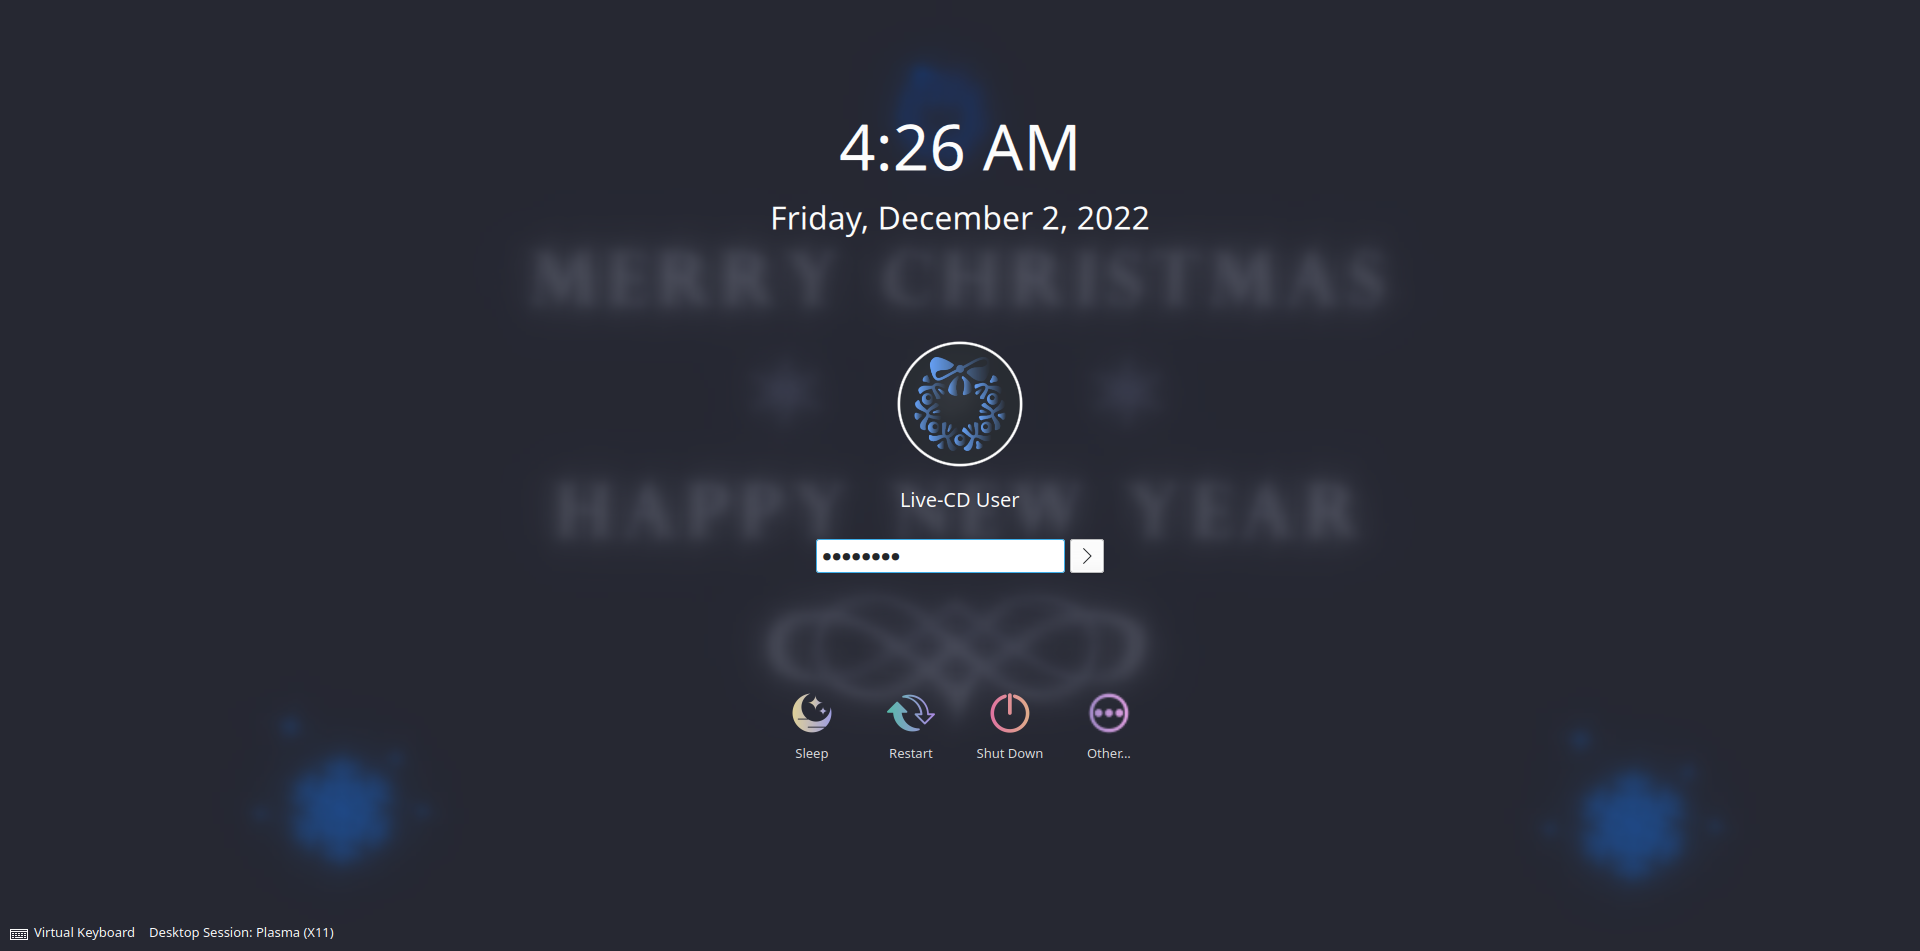 4:26 AM
Friday, December 2, 2022
MERRY CHRISTMAS
Live-CD User
HAPPY NEW YEAR
Sleep
Restart
Shut Down
Other...
Virtual Keyboard
Desktop Session: Plasma (X11)